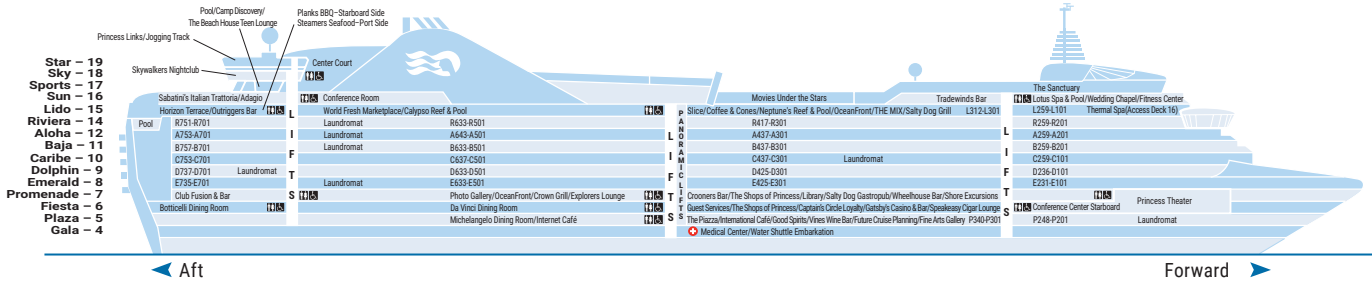 Pool/Camp Discovery/
The Beach House Teen Lounge
Planks BBQ–Starboard Side
Steamers Seafood–Port Side
Princess Links/Jogging Track
Skywalkers Nightclub
Center Court
Star – 19
Sky – 18
Sports – 17
Sun – 16
Lido – 15
Riviera – 14
Aloha – 12
Baja – 11
Caribe – 10
Dolphin – 9
Emerald – 8
Promenade – 7
Fiesta – 6
Plaza – 5
Gala – 4
The Sanctuary
Sabatini's Italian Trattoria/Adagio
Conference Room
Movies Under the Stars
Tradewinds Bar
Lotus Spa & Pool/Wedding Chapel/Fitness Center
Horizon Terrace/Outriggers Bar
World Fresh Marketplace/Calypso Reef & Pool
Slice/Coffee & Cones/Neptune's Reef & Pool/OceanFront/THE MIX/Salty Dog Grill L312-L301
L259-L101 Thermal Spa(Access Deck 16)
Pool
R751-R701
Laundromat
R633-R501
R417-R301
R259-R201
A753-A701
Laundromat
A643-A501
A437-A301
A259-A201
B757-B701
Laundromat
B633-B501
B437-B301
B259-B201
C753-C701
C637-C501
C437-C301
Laundromat
C259-C101
D737-D701
Laundromat
D633-D501
D425-D301
D236-D101
E735-E701
Laundromat
E633-E501
E425-E301
E231-E101
Club Fusion & Bar
Photo Gallery/OceanFront/Crown Grill/Explorers Lounge
Crooners Bar/The Shops of Princess/Library/Salty Dog Gastropub/Wheelhouse Bar/Shore Excursions
Princess Theater
Botticelli Dining Room
Da Vinci Dining Room
Guest Services/The Shops of Princess/Captain's Circle Loyalty/Gatsby's Casino & Bar/Speakeasy Cigar Lounge
Conference Center Starboard
Michelangelo Dining Room/Internet Café
The Piazza/International Café/Good Spirits/Vines Wine Bar/Future Cruise Planning/Fine Arts Gallery P340-P301
P248-P201
Laundromat
Medical Center/Water Shuttle Embarkation
LIFTS
LIFTS
PANORAMIC LIFTS
LIFTS
Aft
Forward